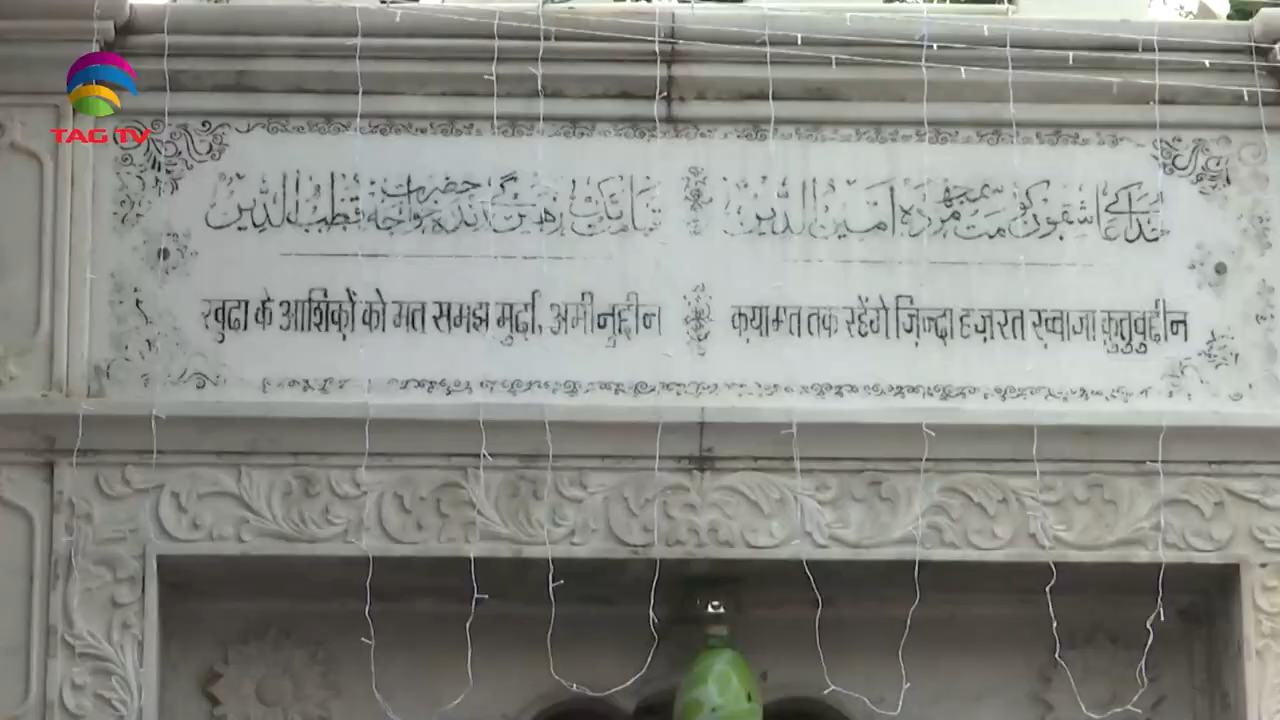 TAG TV
خدا کے عاشقوں کو مت سمجھ مردہ امین الدین
قیامت تک رہیں گے زندہ حضرت خواجہ قطب الدین
खुदा के आशिक़ों को मत समझ मुर्दा, अमीनुद्दीन
क़यामत तक रहेंगे ज़िन्दा हज़रत ख़्वाजा क़ुतुबुद्दीन